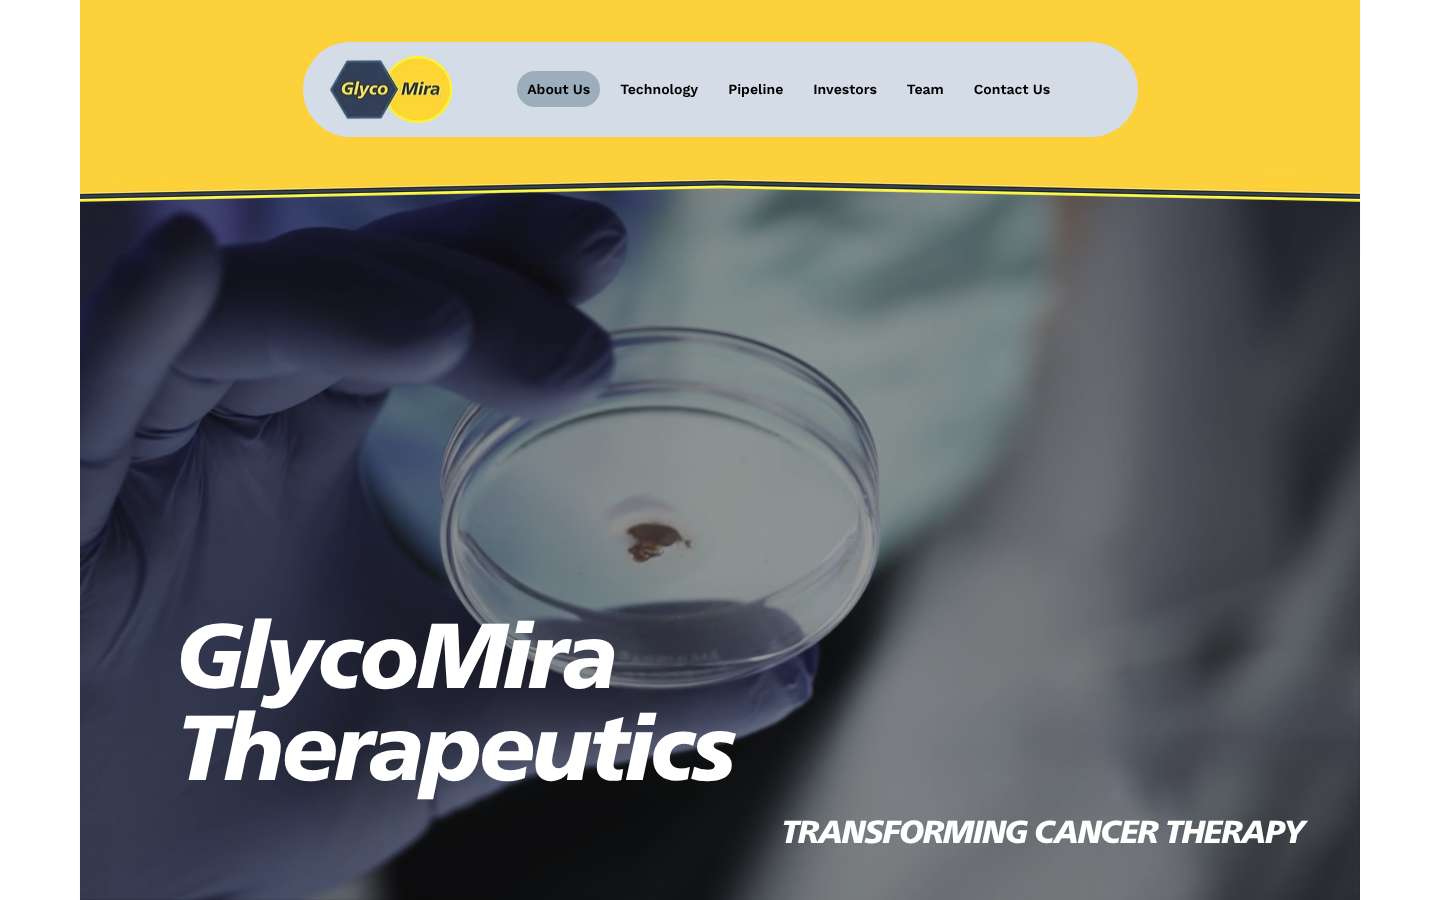 Glyco Mira
About Us Technology Pipeline Investors Team Contact Us
GlycoMira
Therapeutics
TRANSFORMING CANCER THERAPY